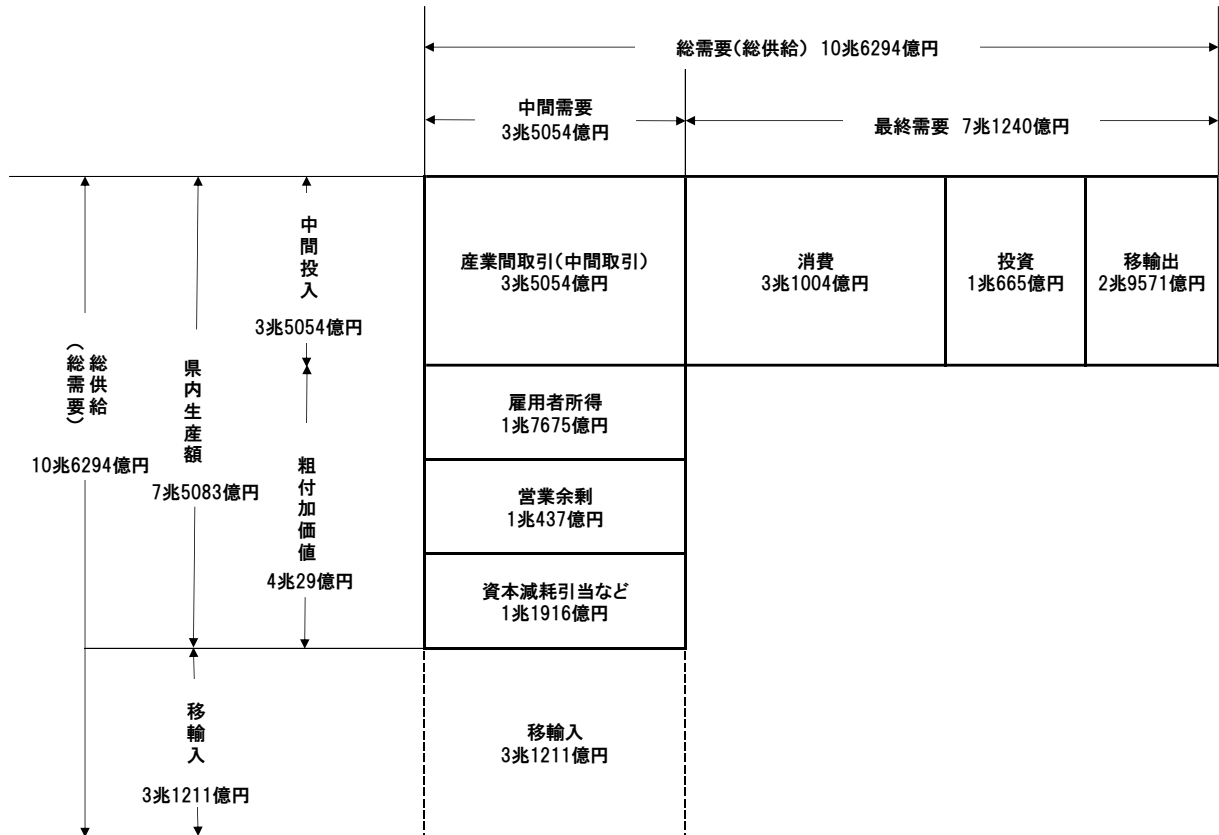 総需要(総供給) 10兆6294億円
中間需要
3兆5054億円
最終需要 7兆1240億円
中間投入
3兆5054億円
産業間取引(中間取引)
3兆5054億円
消費
3兆1004億円
投資
1兆665億円
移輸出
2兆9571億円
総供給
(総需要)
10兆6294億円
県内生産額
7兆5083億円
粗付加価値
4兆29億円
雇用者所得
1兆7675億円
営業余剰
1兆437億円
資本減耗引当など
1兆1916億円
移輸入
3兆1211億円
移輸入
3兆1211億円